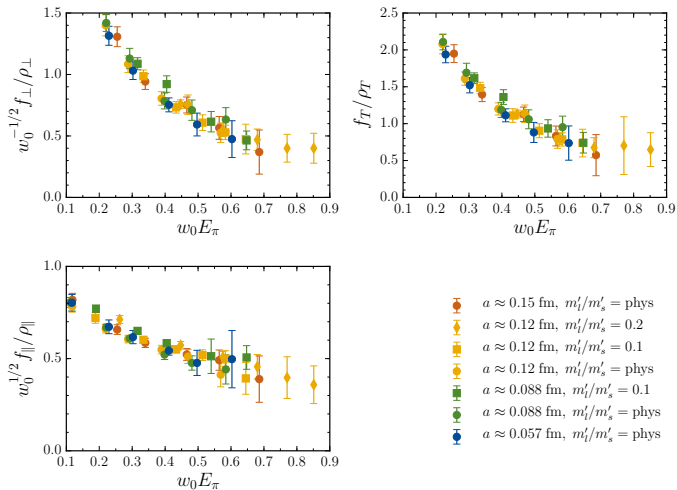 1.5
1.0
0.5
0.0
0.1 0.2 0.3 0.4 0.5 0.6 0.7 0.8 0.9
w₀E_π
w₀^{-1/2} f_⊥/ρ_⊥
2.5
2.0
1.5
1.0
0.5
0.0
0.1 0.2 0.3 0.4 0.5 0.6 0.7 0.8 0.9
w₀E_π
f_T/ρ_T
1.0
0.5
0.0
0.1 0.2 0.3 0.4 0.5 0.6 0.7 0.8 0.9
w₀E_π
w₀^{1/2} f_∥/ρ_∥
a ≈ 0.15 fm, m′_l/m′_s = phys
a ≈ 0.12 fm, m′_l/m′_s = 0.2
a ≈ 0.12 fm, m′_l/m′_s = 0.1
a ≈ 0.12 fm, m′_l/m′_s = phys
a ≈ 0.088 fm, m′_l/m′_s = 0.1
a ≈ 0.088 fm, m′_l/m′_s = phys
a ≈ 0.057 fm, m′_l/m′_s = phys